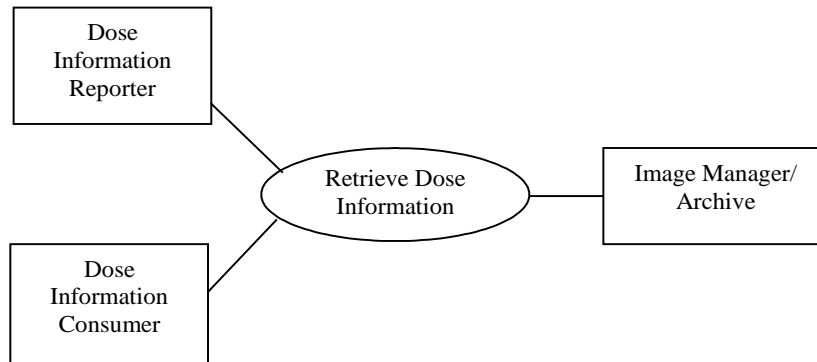 Dose
Information
Reporter
Retrieve Dose
Information
Image Manager/
Archive
Dose
Information
Consumer